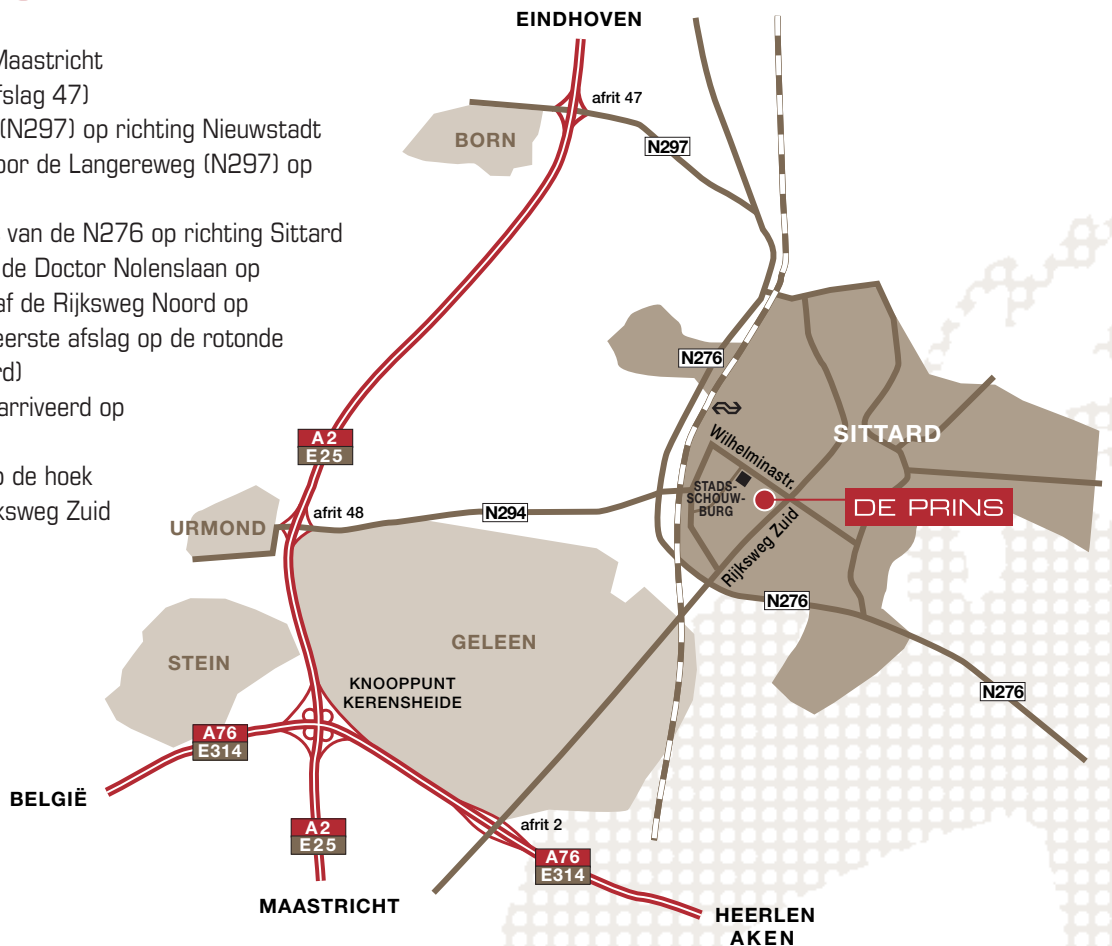 Maastricht
fslag 47)
(N297) op richting Nieuwstadt
oor de Langereweg (N297) op
van de N276 op richting Sittard
de Doctor Nolenslaan op
af de Rijksweg Noord op
eerste afslag op de rotonde
rd)
arriveerd op
o de hoek
ksweg Zuid
EINDHOVEN
afrit 47
BORN
N297
N276
A2
E25
Wilhelminastr.
SITTARD
STADS-
SCHOUW-
BURG
DE PRINS
Rijksweg Zuid
afrit 48
N294
URMOND
N276
GELEEN
STEIN
KNOOPPUNT
KERENSHEIDE
N276
A76
E314
BELGIË
A2
E25
afrit 2
A76
E314
MAASTRICHT
HEERLEN
AKEN